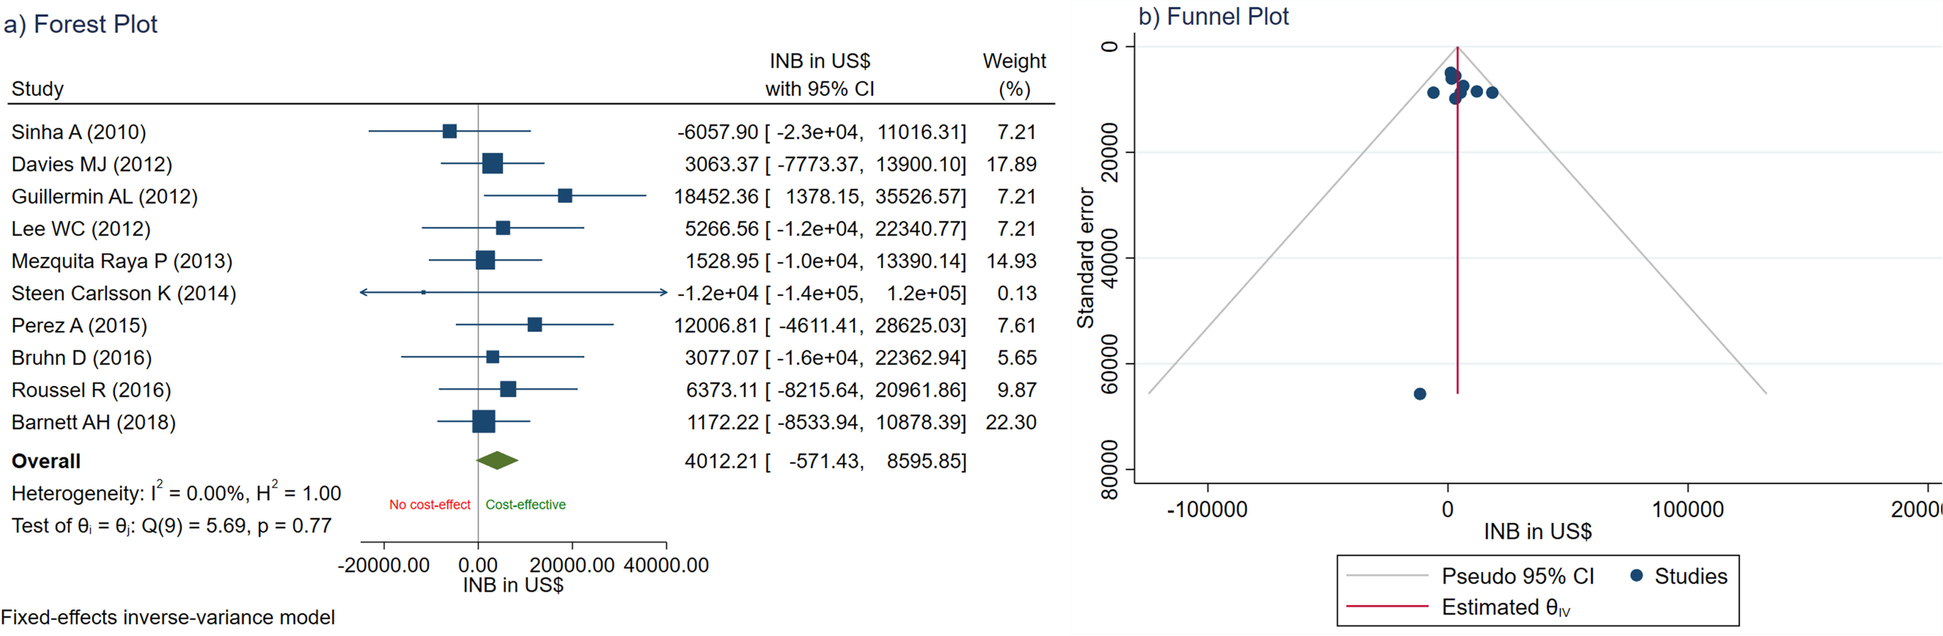 a) Forest Plot
INB in US$ Weight
Study with 95% CI (%)
Sinha A (2010) -6057.90 [ -2.3e+04, 11016.31] 7.21
Davies MJ (2012) 3063.37 [ -7773.37, 13900.10] 17.89
Guillermin AL (2012) 18452.36 [ 1378.15, 35526.57] 7.21
Lee WC (2012) 5266.56 [ -1.2e+04, 22340.77] 7.21
Mezquita Raya P (2013) 1528.95 [ -1.0e+04, 13390.14] 14.93
Steen Carlsson K (2014) -1.2e+04 [ -1.4e+05, 1.2e+05] 0.13
Perez A (2015) 12006.81 [ -4611.41, 28625.03] 7.61
Bruhn D (2016) 3077.07 [ -1.6e+04, 22362.94] 5.65
Roussel R (2016) 6373.11 [ -8215.64, 20961.86] 9.87
Barnett AH (2018) 1172.22 [ -8533.94, 10878.39] 22.30
Overall 4012.21 [ -571.43, 8595.85]
Heterogeneity: I² = 0.00%, H² = 1.00
No cost-effect Cost-effective
Test of θᵢ = θⱼ: Q(9) = 5.69, p = 0.77
-20000.00 0.00 20000.00 40000.00
INB in US$
Fixed-effects inverse-variance model
b) Funnel Plot
Standard error
0
20000
40000
60000
80000
-100000 0 100000
INB in US$
Pseudo 95% CI Studies
Estimated θIV